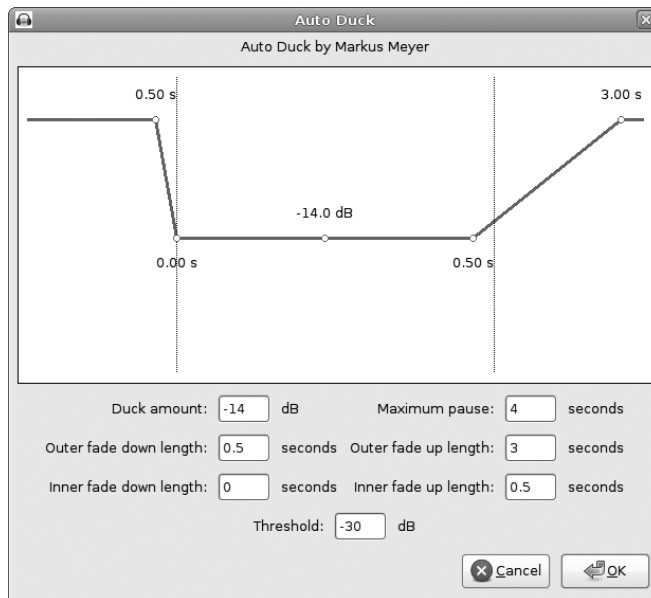 Auto Duck
Auto Duck by Markus Meyer
0.50 s 3.00 s
-14.0 dB
0.00 s 0.50 s
Duck amount: -14 dB Maximum pause: 4 seconds
Outer fade down length: 0.5 seconds Outer fade up length: 3 seconds
Inner fade down length: 0 seconds Inner fade up length: 0.5 seconds
Threshold: -30 dB
Cancel OK